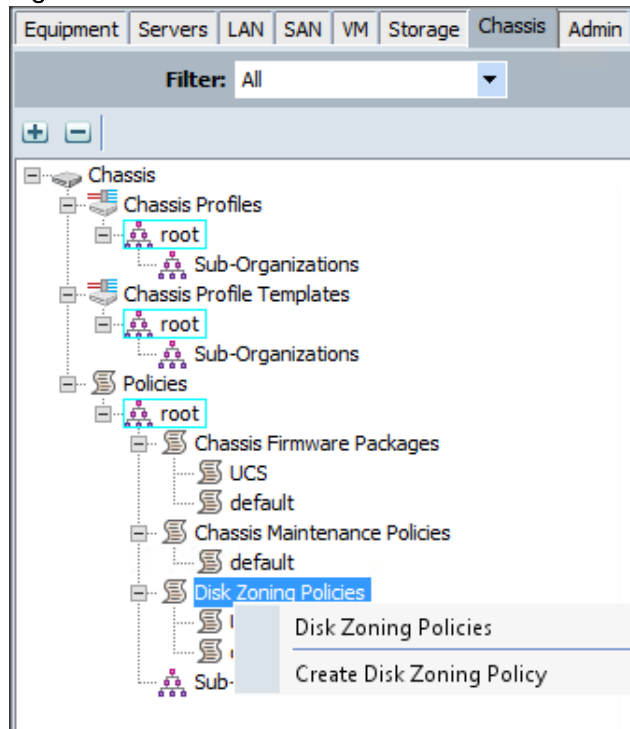 Equipment Servers LAN SAN VM Storage Chassis Admin
Filter: All
Chassis
Chassis Profiles
root
Sub-Organizations
Chassis Profile Templates
root
Sub-Organizations
Policies
root
Chassis Firmware Packages
UCS
default
Chassis Maintenance Policies
default
Disk Zoning Policies
Disk Zoning Policies
Create Disk Zoning Policy
Sub-